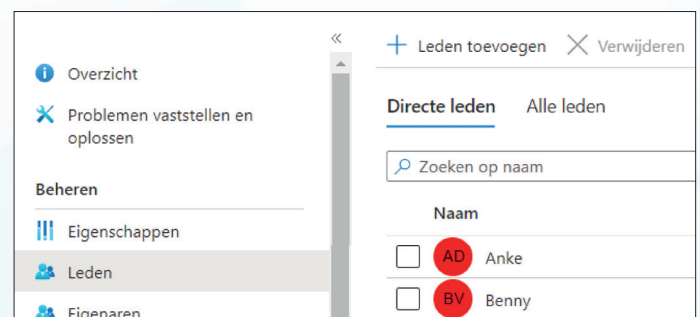 «
Overzicht
Problemen vaststellen en
oplossen
Beheren
Eigenschappen
Leden
Eigenaren
Leden toevoegen
Verwijderen
Directe leden
Alle leden
Zoeken op naam
Naam
AD Anke
BV Benny